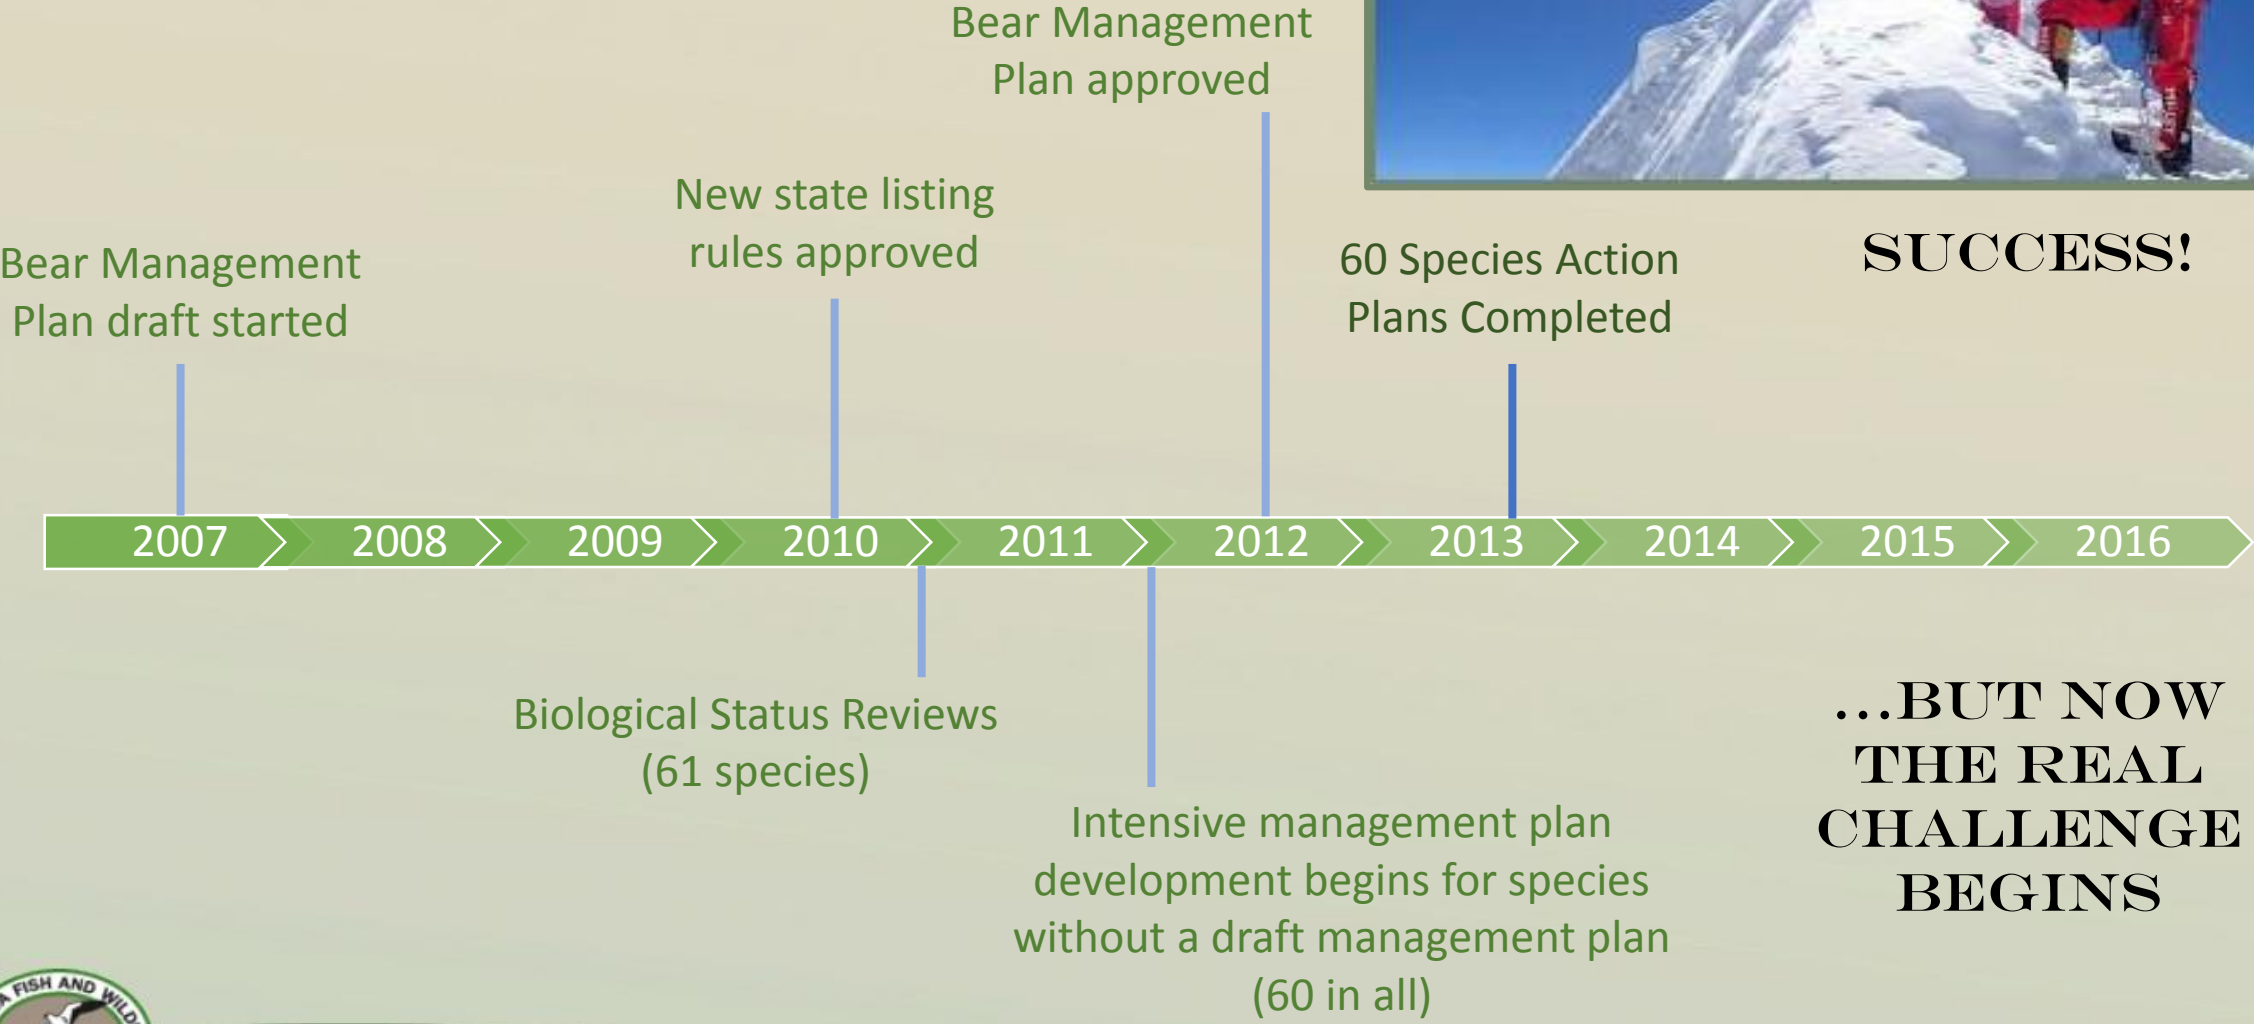 Bear Management
Plan approved
New state listing
rules approved
Bear Management
Plan draft started
60 Species Action
Plans Completed
SUCCESS!
2007 2008 2009 2010 2011 2012 2013 2014 2015 2016
Biological Status Reviews
(61 species)
Intensive management plan
development begins for species
without a draft management plan
(60 in all)
...BUT NOW
THE REAL
CHALLENGE
BEGINS
FISH AND